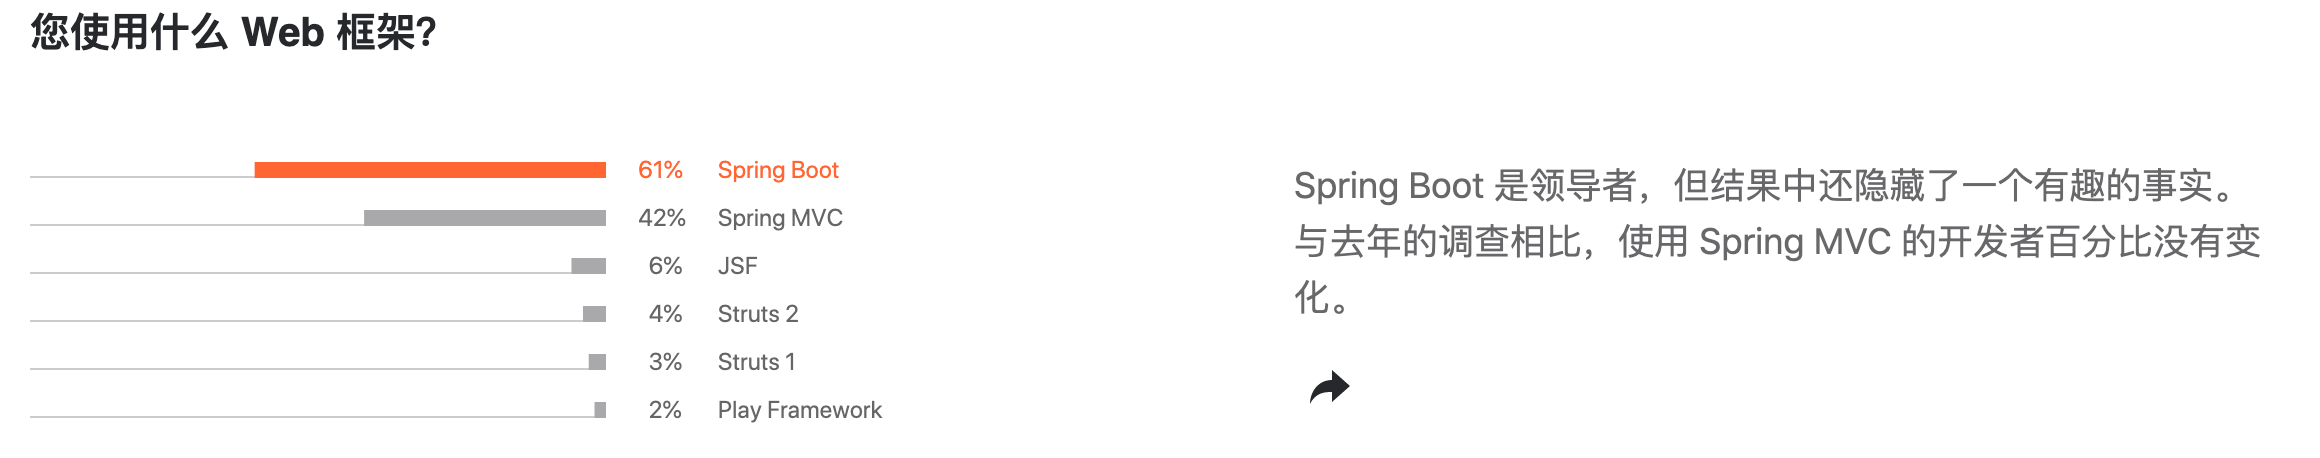 您使用什么 Web 框架?
61% Spring Boot
42% Spring MVC
6% JSF
4% Struts 2
3% Struts 1
2% Play Framework
Spring Boot 是领导者，但结果中还隐藏了一个有趣的事实。
与去年的调查相比，使用 Spring MVC 的开发者百分比没有变
化。